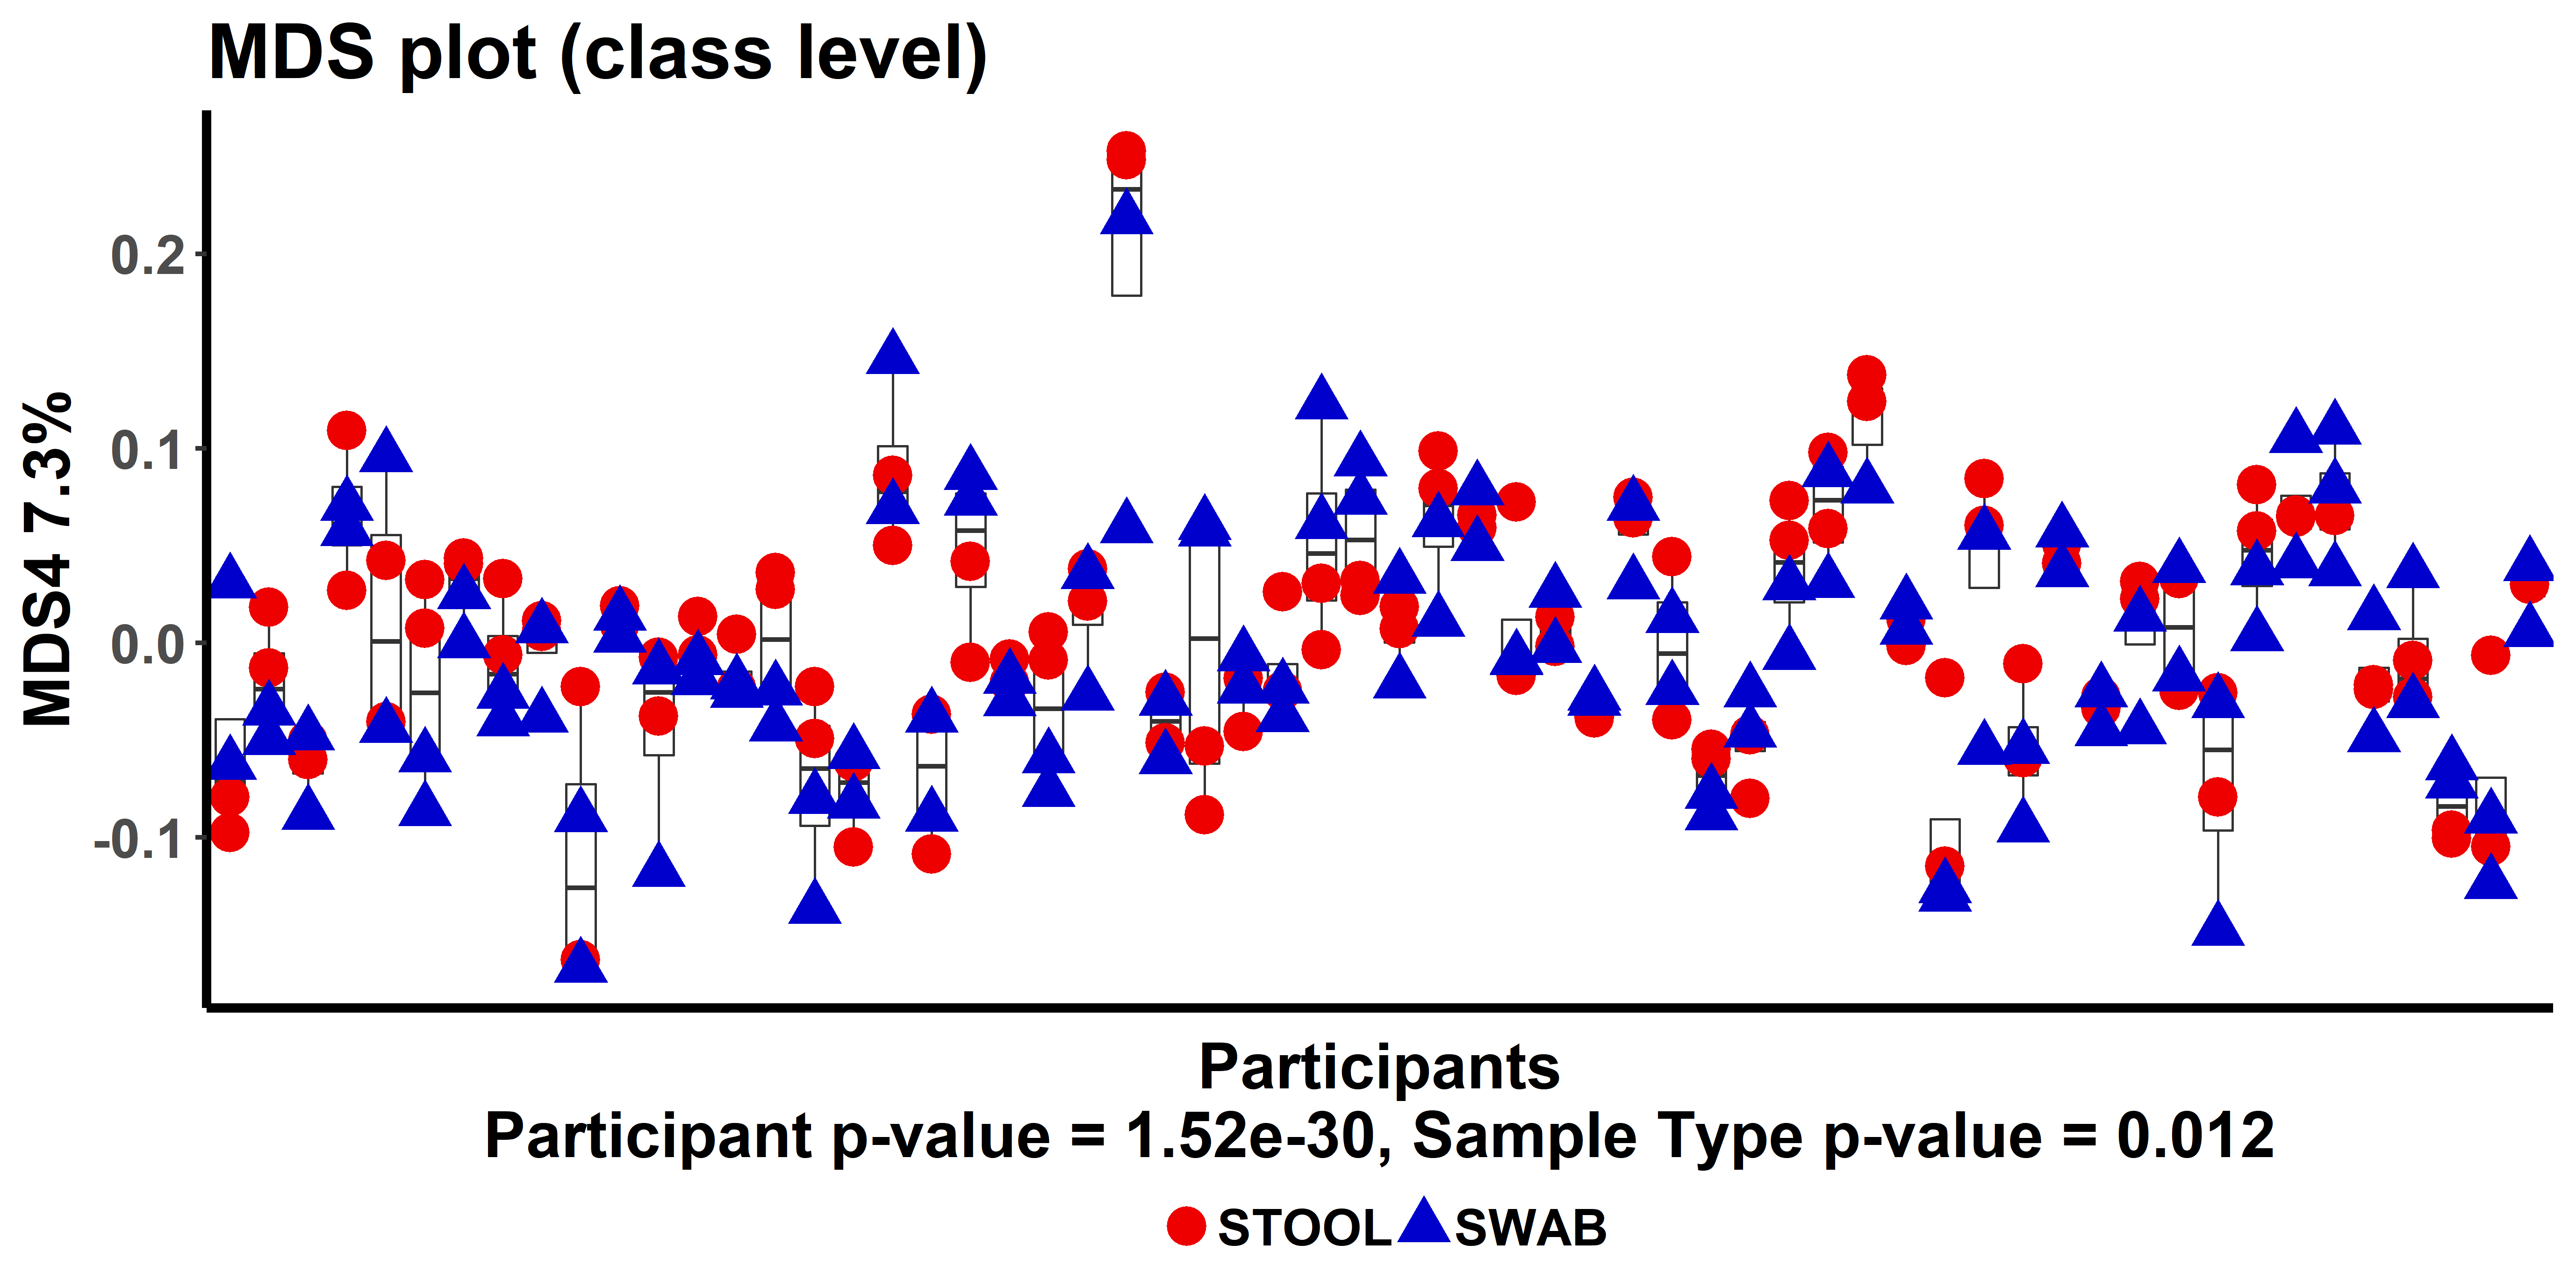 MDS plot (class level)
MDS4 7.3%
0.2
0.1
0.0
-0.1
Participants
Participant p-value = 1.52e-30, Sample Type p-value = 0.012
STOOL SWAB